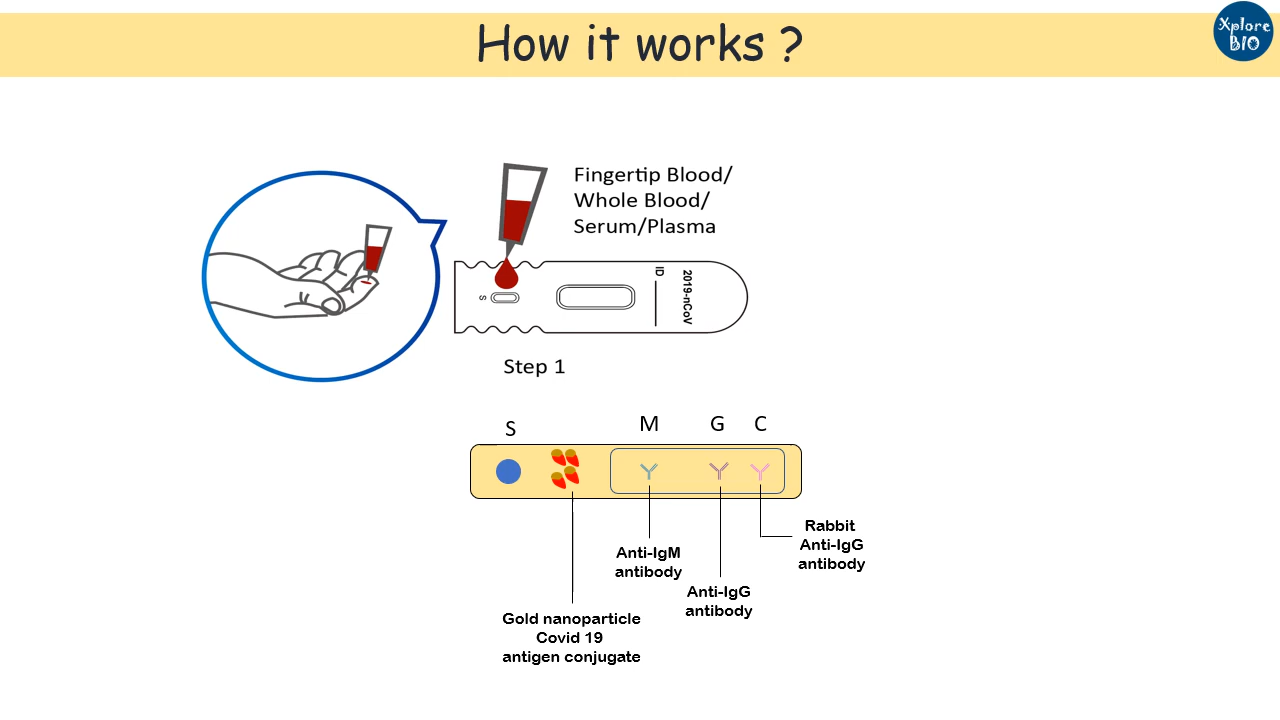 How it works ?
Xplore
BIO
Fingertip Blood/
Whole Blood/
Serum/Plasma
S
ID
2019-nCoV
Step 1
S
M
G
C
Rabbit
Anti-IgG
antibody
Anti-IgM
antibody
Anti-IgG
antibody
Gold nanoparticle
Covid 19
antigen conjugate